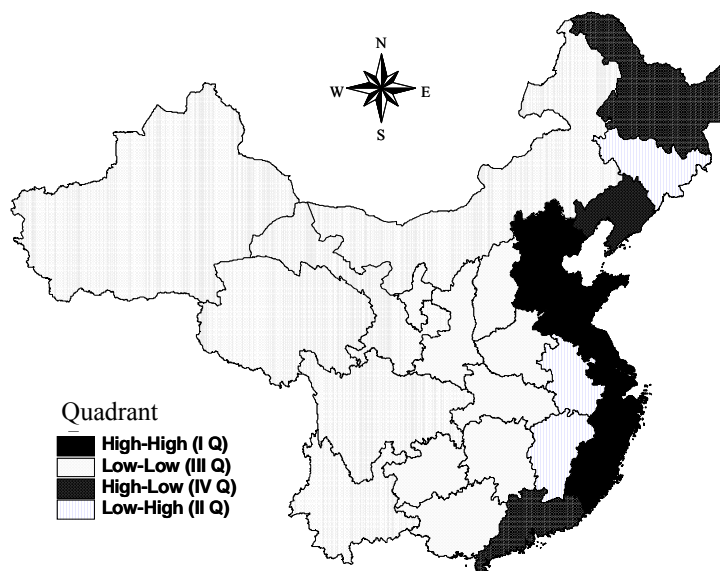 N
W E
S
Quadrant
High-High (I Q)
Low-Low (III Q)
High-Low (IV Q)
Low-High (II Q)